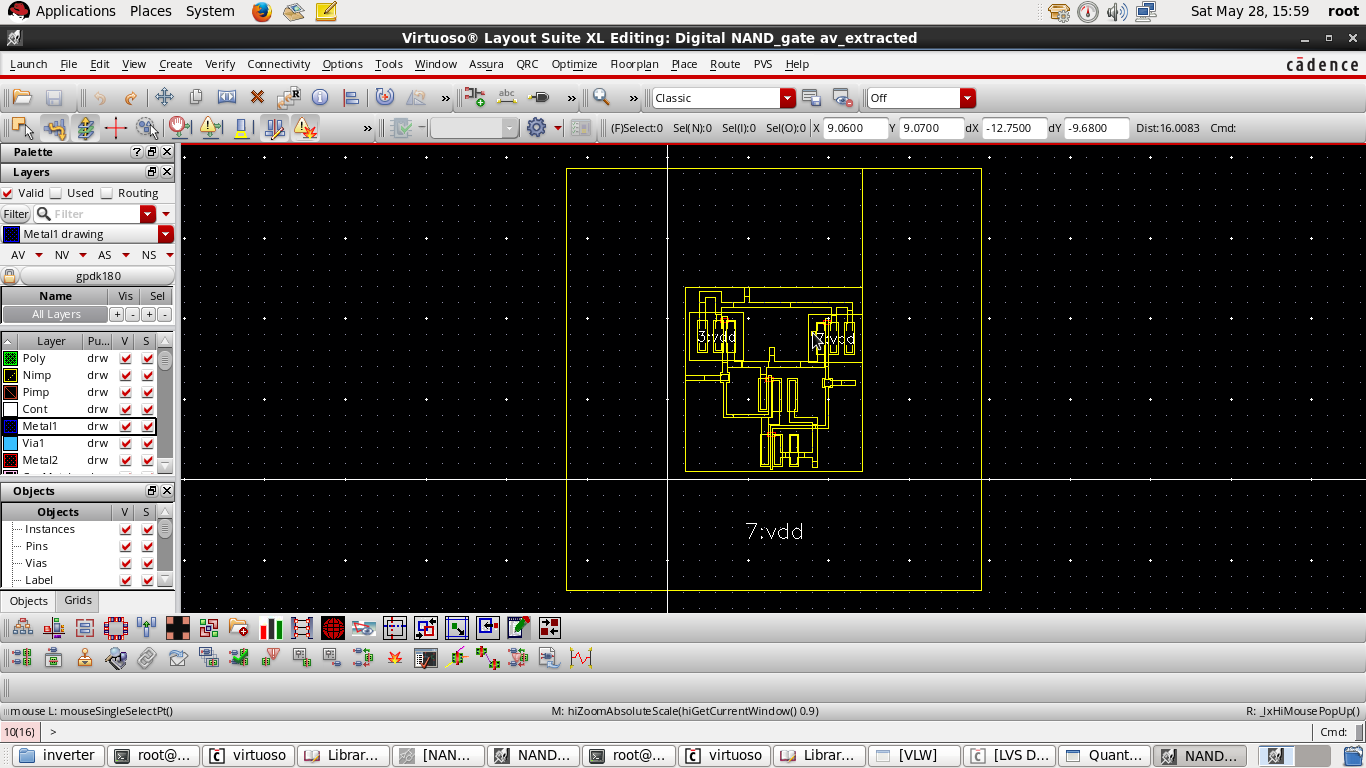 Applications Places System Sat May 28, 15:59 root
Virtuoso® Layout Suite XL Editing: Digital NAND_gate av_extracted
Launch File Edit View Create Verify Connectivity Options Tools Window Assura QRC Optimize Floorplan Place Route PVS Help cādence
» » » Classic Off
» (F)Select:0 Sel(N):0 Sel(I):0 Sel(O):0 X 9.0600 Y 9.0700 dX -12.7500 dY -9.6800 Dist:16.0083 Cmd:
Palette ?
Layers
Valid Used Routing
Filter Filter
Metal1 drawing
AV NV AS NS
gpdk180
Name Vis Sel
All Layers + - + -
Layer Pu... V S
Poly drw
Nimp drw
Pimp drw
Cont drw
Metal1 drw
Via1 drw
Metal2 drw
Objects
Objects V S
Instances
Pins
Vias
Label
Objects Grids
3:vdd
7:vdd
mouse L: mouseSingleSelectPt() M: hiZoomAbsoluteScale(hiGetCurrentWindow() 0.9) R: _lxHiMousePopUp()
10(16) > Cmd:
inverter root@... virtuoso Librar... [NAN... NAND... root@... virtuoso Librar... [VLW] [LVS D... Quant... NAND...